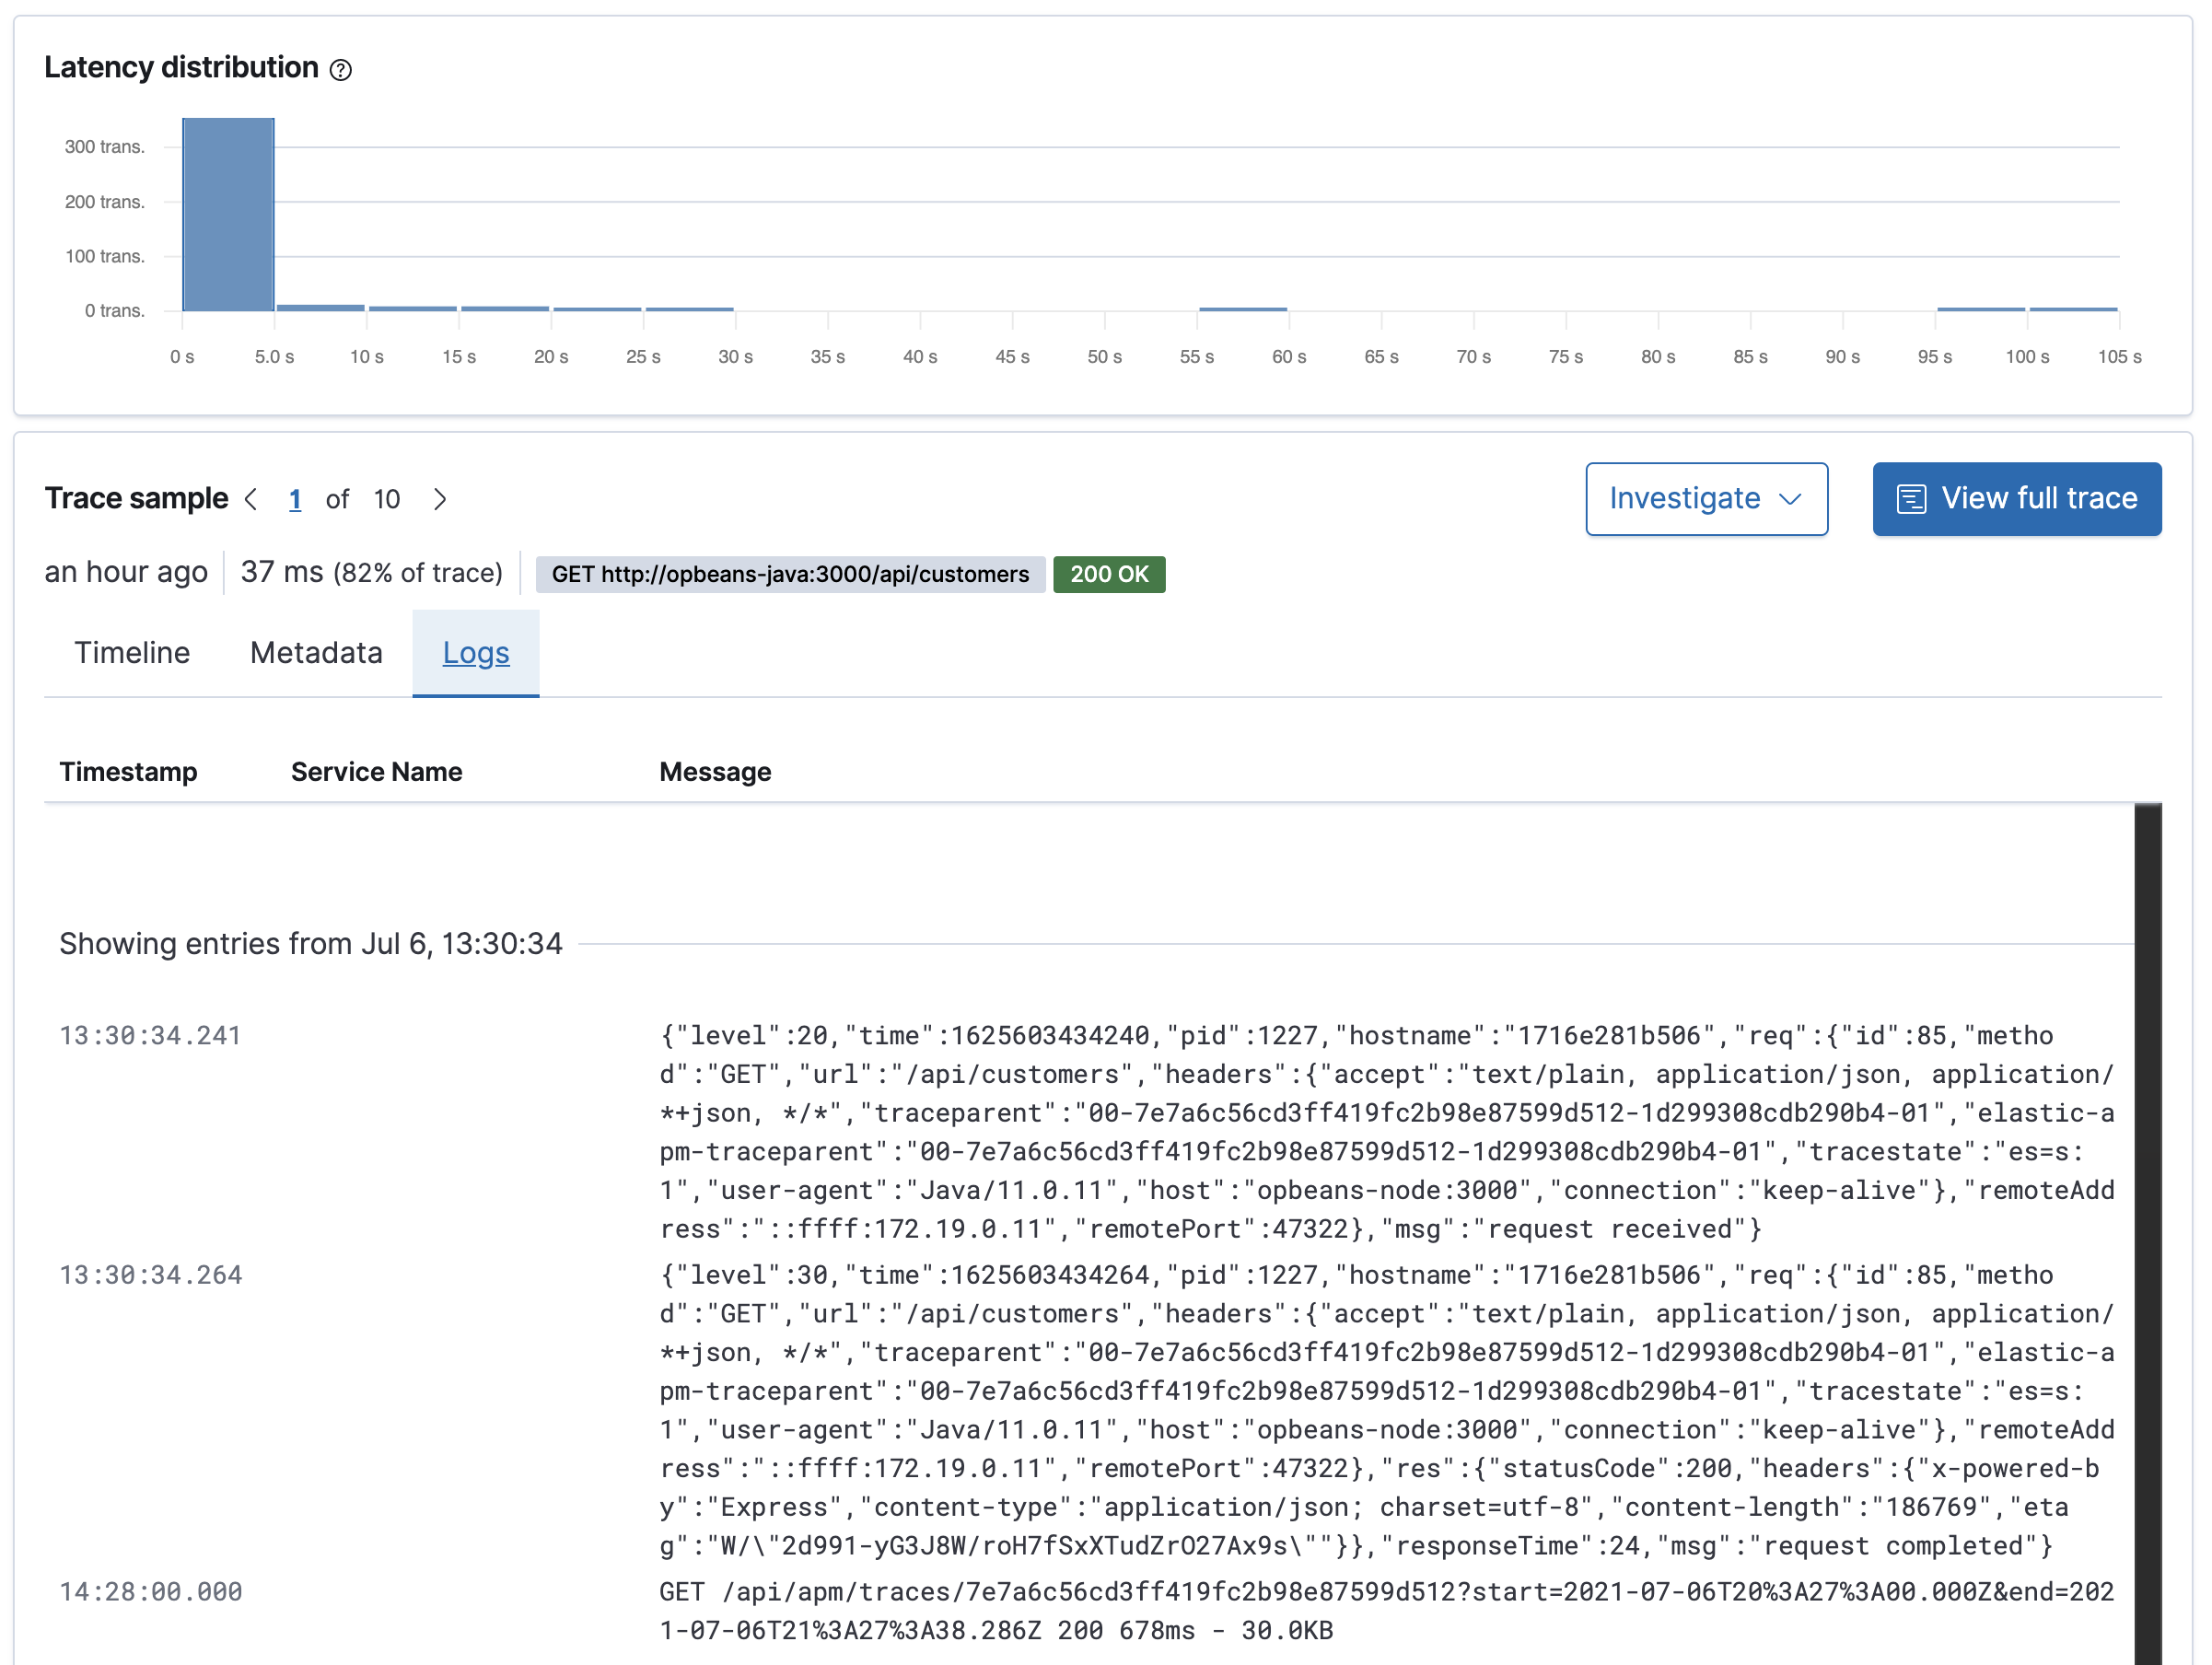 Latency distribution
300 trans.
200 trans.
100 trans.
0 trans.
0 s 5.0 s 10 s 15 s 20 s 25 s 30 s 35 s 40 s 45 s 50 s 55 s 60 s 65 s 70 s 75 s 80 s 85 s 90 s 95 s 100 s 105 s
Trace sample 1 of 10 Investigate View full trace
an hour ago 37 ms (82% of trace) GET http://opbeans-java:3000/api/customers 200 OK
Timeline Metadata Logs
Timestamp Service Name Message
Showing entries from Jul 6, 13:30:34
13:30:34.241 {"level":20,"time":1625603434240,"pid":1227,"hostname":"1716e281b506","req":{"id":85,"metho
d":"GET","url":"/api/customers","headers":{"accept":"text/plain, application/json, application/
*+json, */*","traceparent":"00-7e7a6c56cd3ff419fc2b98e87599d512-1d299308cdb290b4-01","elastic-a
pm-traceparent":"00-7e7a6c56cd3ff419fc2b98e87599d512-1d299308cdb290b4-01","tracestate":"es=s:
1","user-agent":"Java/11.0.11","host":"opbeans-node:3000","connection":"keep-alive"},"remoteAdd
ress":"::ffff:172.19.0.11","remotePort":47322},"msg":"request received"}
13:30:34.264 {"level":30,"time":1625603434264,"pid":1227,"hostname":"1716e281b506","req":{"id":85,"metho
d":"GET","url":"/api/customers","headers":{"accept":"text/plain, application/json, application/
*+json, */*","traceparent":"00-7e7a6c56cd3ff419fc2b98e87599d512-1d299308cdb290b4-01","elastic-a
pm-traceparent":"00-7e7a6c56cd3ff419fc2b98e87599d512-1d299308cdb290b4-01","tracestate":"es=s:
1","user-agent":"Java/11.0.11","host":"opbeans-node:3000","connection":"keep-alive"},"remoteAdd
ress":"::ffff:172.19.0.11","remotePort":47322},"res":{"statusCode":200,"headers":{"x-powered-b
y":"Express","content-type":"application/json; charset=utf-8","content-length":"186769","eta
g":"W/\"2d991-yG3J8W/roH7fSxXTudZrO27Ax9s\""}},"responseTime":24,"msg":"request completed"}
14:28:00.000 GET /api/apm/traces/7e7a6c56cd3ff419fc2b98e87599d512?start=2021-07-06T20%3A27%3A00.000Z&end=202
1-07-06T21%3A27%3A38.286Z 200 678ms - 30.0KB